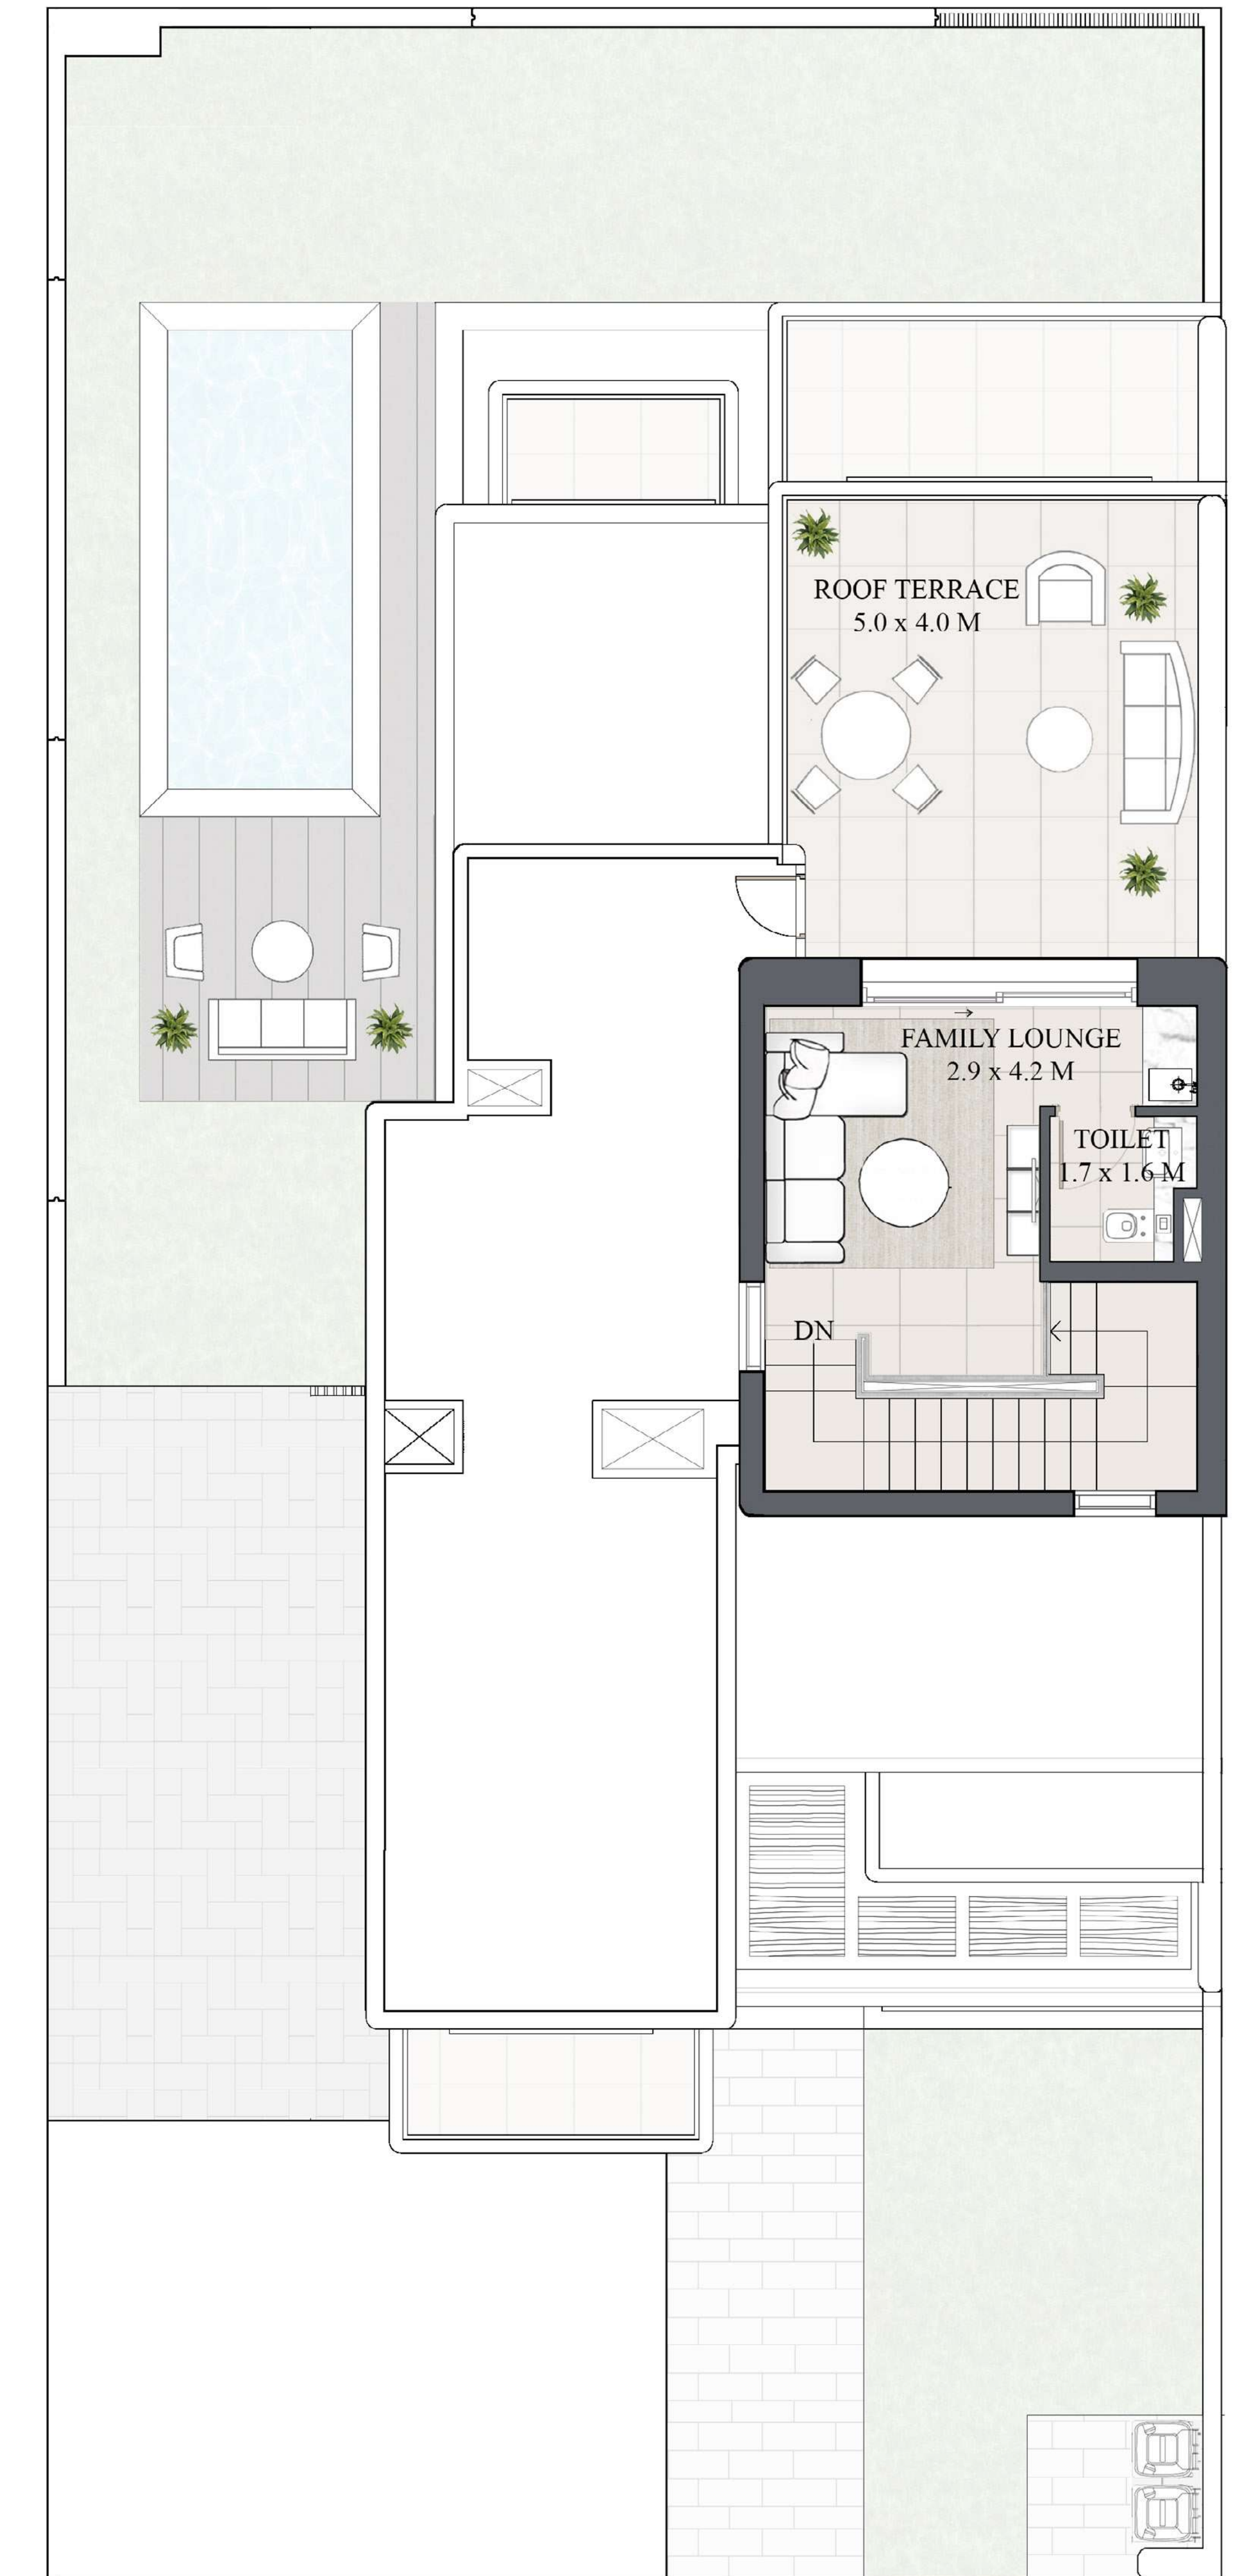 ROOF TERRACE
5.0 x 4.0 M
FAMILY LOUNGE
2.9 x 4.2 M
TOILET
1.7 x 1.6 M
DN